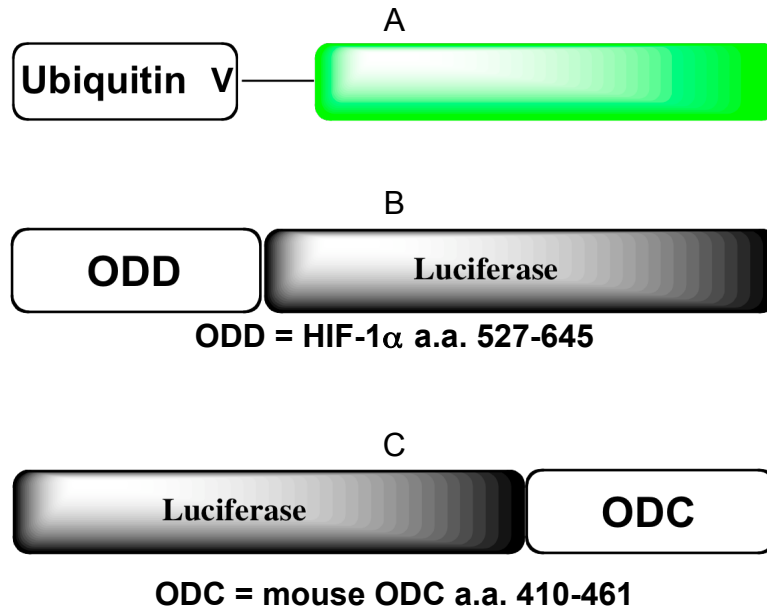 A
Ubiquitin V
B
ODD Luciferase
ODD = HIF-1α a.a. 527-645
C
Luciferase ODC
ODC = mouse ODC a.a. 410-461